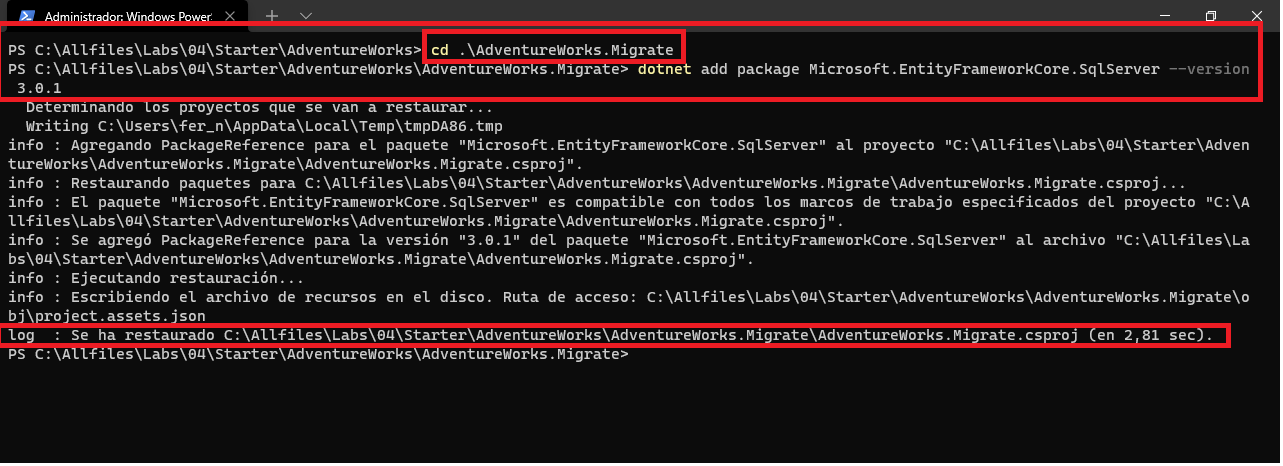 Administrador: Windows Power
PS C:\Allfiles\Labs\04\Starter\AdventureWorks> cd .\AdventureWorks.Migrate
PS C:\Allfiles\Labs\04\Starter\AdventureWorks\AdventureWorks.Migrate> dotnet add package Microsoft.EntityFrameworkCore.SqlServer --version
3.0.1
Determinando los proyectos que se van a restaurar...
Writing C:\Users\fer_n\AppData\Local\Temp\tmpDA86.tmp
info : Agregando PackageReference para el paquete "Microsoft.EntityFrameworkCore.SqlServer" al proyecto "C:\Allfiles\Labs\04\Starter\Adven
tureWorks\AdventureWorks.Migrate\AdventureWorks.Migrate.csproj".
info : Restaurando paquetes para C:\Allfiles\Labs\04\Starter\AdventureWorks\AdventureWorks.Migrate\AdventureWorks.Migrate.csproj...
info : El paquete "Microsoft.EntityFrameworkCore.SqlServer" es compatible con todos los marcos de trabajo especificados del proyecto "C:\A
llfiles\Labs\04\Starter\AdventureWorks\AdventureWorks.Migrate\AdventureWorks.Migrate.csproj".
info : Se agregó PackageReference para la versión "3.0.1" del paquete "Microsoft.EntityFrameworkCore.SqlServer" al archivo "C:\Allfiles\La
bs\04\Starter\AdventureWorks\AdventureWorks.Migrate\AdventureWorks.Migrate.csproj".
info : Ejecutando restauración...
info : Escribiendo el archivo de recursos en el disco. Ruta de acceso: C:\Allfiles\Labs\04\Starter\AdventureWorks\AdventureWorks.Migrate\o
bj\project.assets.json
log  : Se ha restaurado C:\Allfiles\Labs\04\Starter\AdventureWorks\AdventureWorks.Migrate\AdventureWorks.Migrate.csproj (en 2,81 sec).
PS C:\Allfiles\Labs\04\Starter\AdventureWorks\AdventureWorks.Migrate>